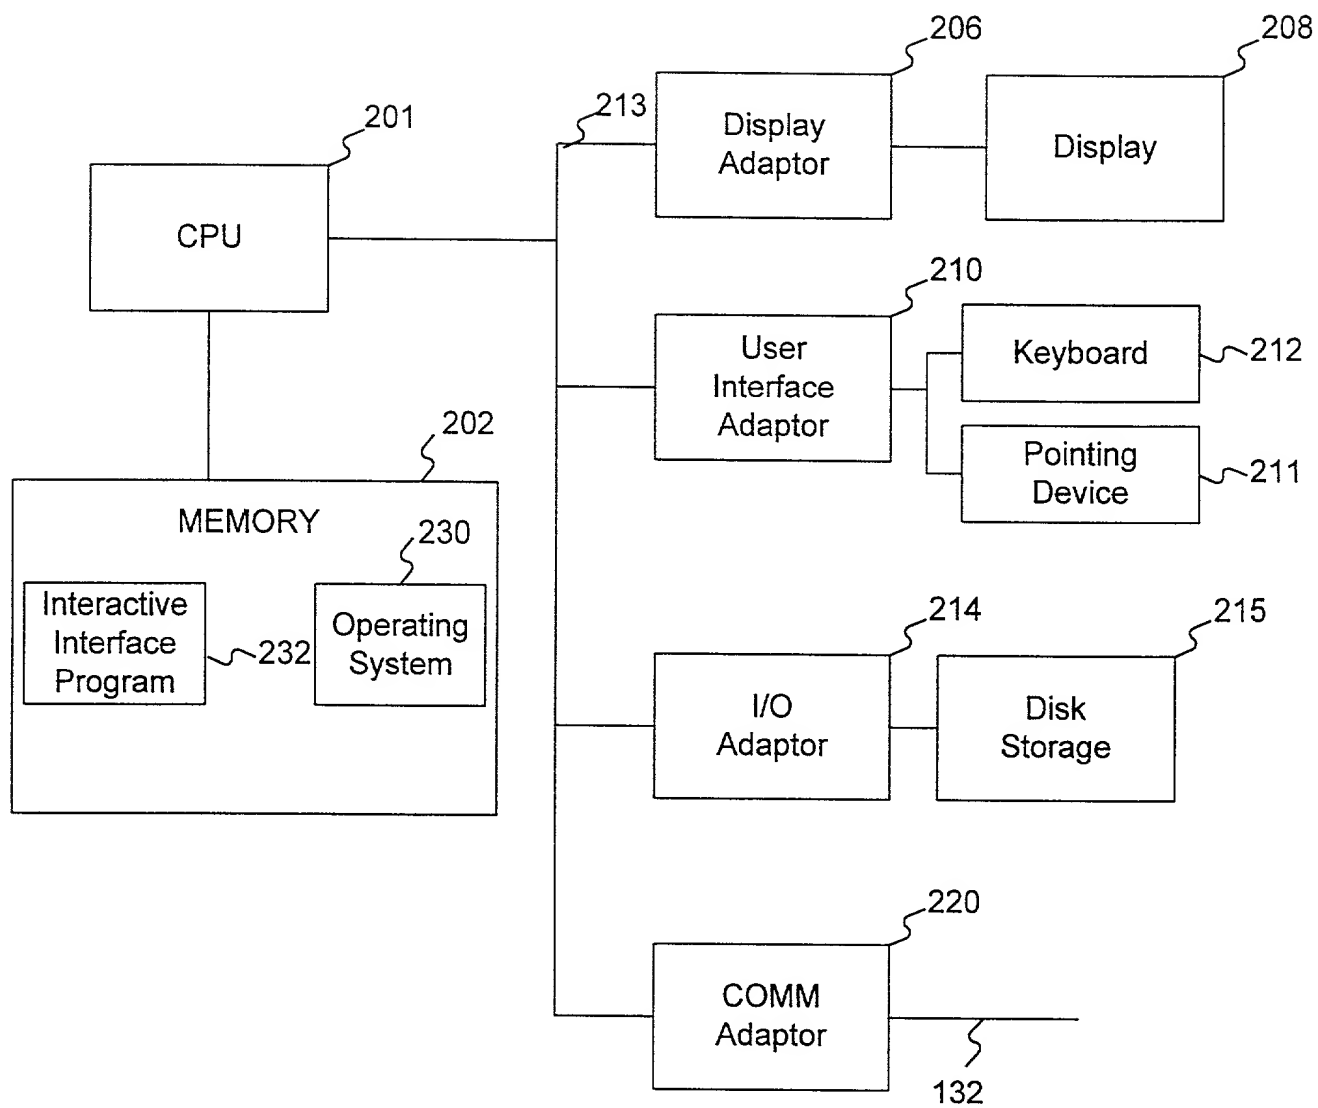 206
208
213
201
Display
Adaptor
Display
CPU
210
User
Interface
Adaptor
Keyboard
212
202
Pointing
Device
211
MEMORY
230
Interactive
Interface
Program
232
Operating
System
214
215
I/O
Adaptor
Disk
Storage
220
COMM
Adaptor
132